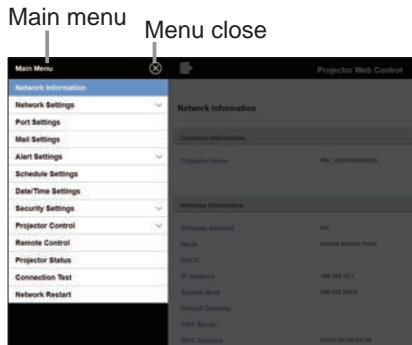 Main menu
Menu close
Main Menu
Projector Web Control
Network Information
Network Settings
Port Settings
Mail Settings
Alert Settings
Schedule Settings
Date/Time Settings
Security Settings
Projector Control
Remote Control
Projector Status
Connection Test
Network Restart
Network Information
Common Information
Projector Name
Wireless Information
Wireless Network
Mode Simple Access Point
DHCP
IP Address
Subnet Mask
Default Gateway
DNS Server
MAC Address